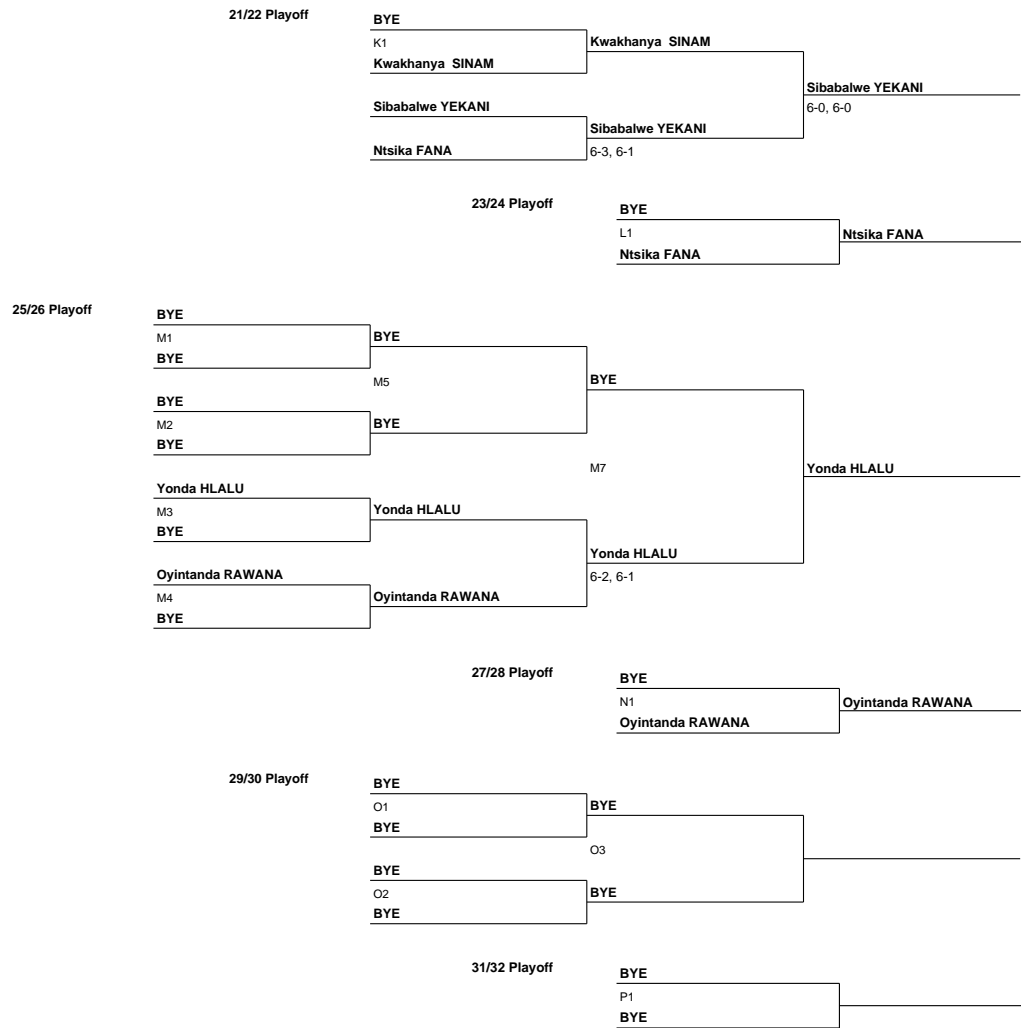 21/22 Playoff
BYE
K1
Kwakhanya  SINAM
Kwakhanya  SINAM
Sibabalwe YEKANI
6-0, 6-0
Sibabalwe YEKANI
Sibabalwe YEKANI
Ntsika FANA
6-3, 6-1
23/24 Playoff
BYE
L1
Ntsika FANA
Ntsika FANA
25/26 Playoff
BYE
M1
BYE
BYE
M5
BYE
BYE
M2
BYE
BYE
M7
Yonda HLALU
Yonda HLALU
M3
Yonda HLALU
BYE
Yonda HLALU
6-2, 6-1
Oyintanda RAWANA
M4
Oyintanda RAWANA
BYE
27/28 Playoff
BYE
N1
Oyintanda RAWANA
Oyintanda RAWANA
29/30 Playoff
BYE
O1
BYE
BYE
O3
BYE
O2
BYE
BYE
31/32 Playoff
BYE
P1
BYE